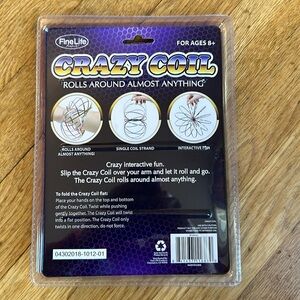 Fine Life
FOR AGES 8+
CRAZY COIL
ROLLS AROUND ALMOST ANYTHING
ROLLS AROUND
ALMOST ANYTHING!
SINGLE COIL STRAND
INTERACTIVE FUN
Crazy interactive fun.
Slip the Crazy Coil over your arm and let it roll and go.
The Crazy Coil rolls around almost anything.
To fold the Crazy Coil flat:
Place your hands on the top and bottom
of the Crazy Coil. Twist while pushing
gently together. The Crazy Coil will twist
into a flat position. The Crazy Coil only
twists in one direction, do not force.
04302018-1012-01